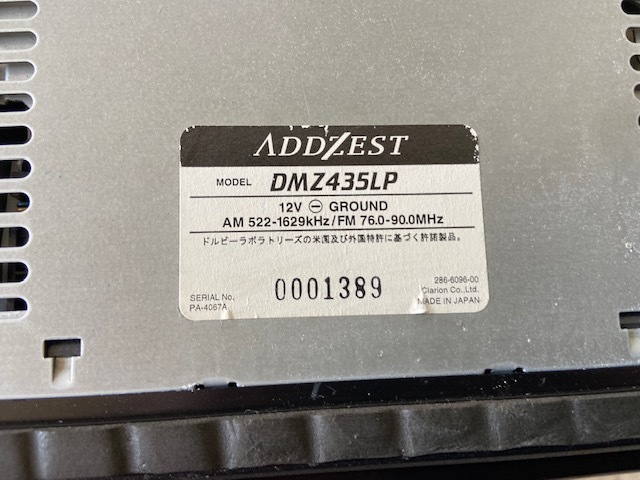 ADDZEST
MODEL DMZ435LP
12V ⊖ GROUND
AM 522-1629kHz/FM 76.0-90.0MHz
ドルビーラボラトリーズの米国及び外国特許に基づく許諾製品。
SERIAL No. 0001389
PA-4067A
286-6096-00
Clarion Co.,Ltd.
MADE IN JAPAN